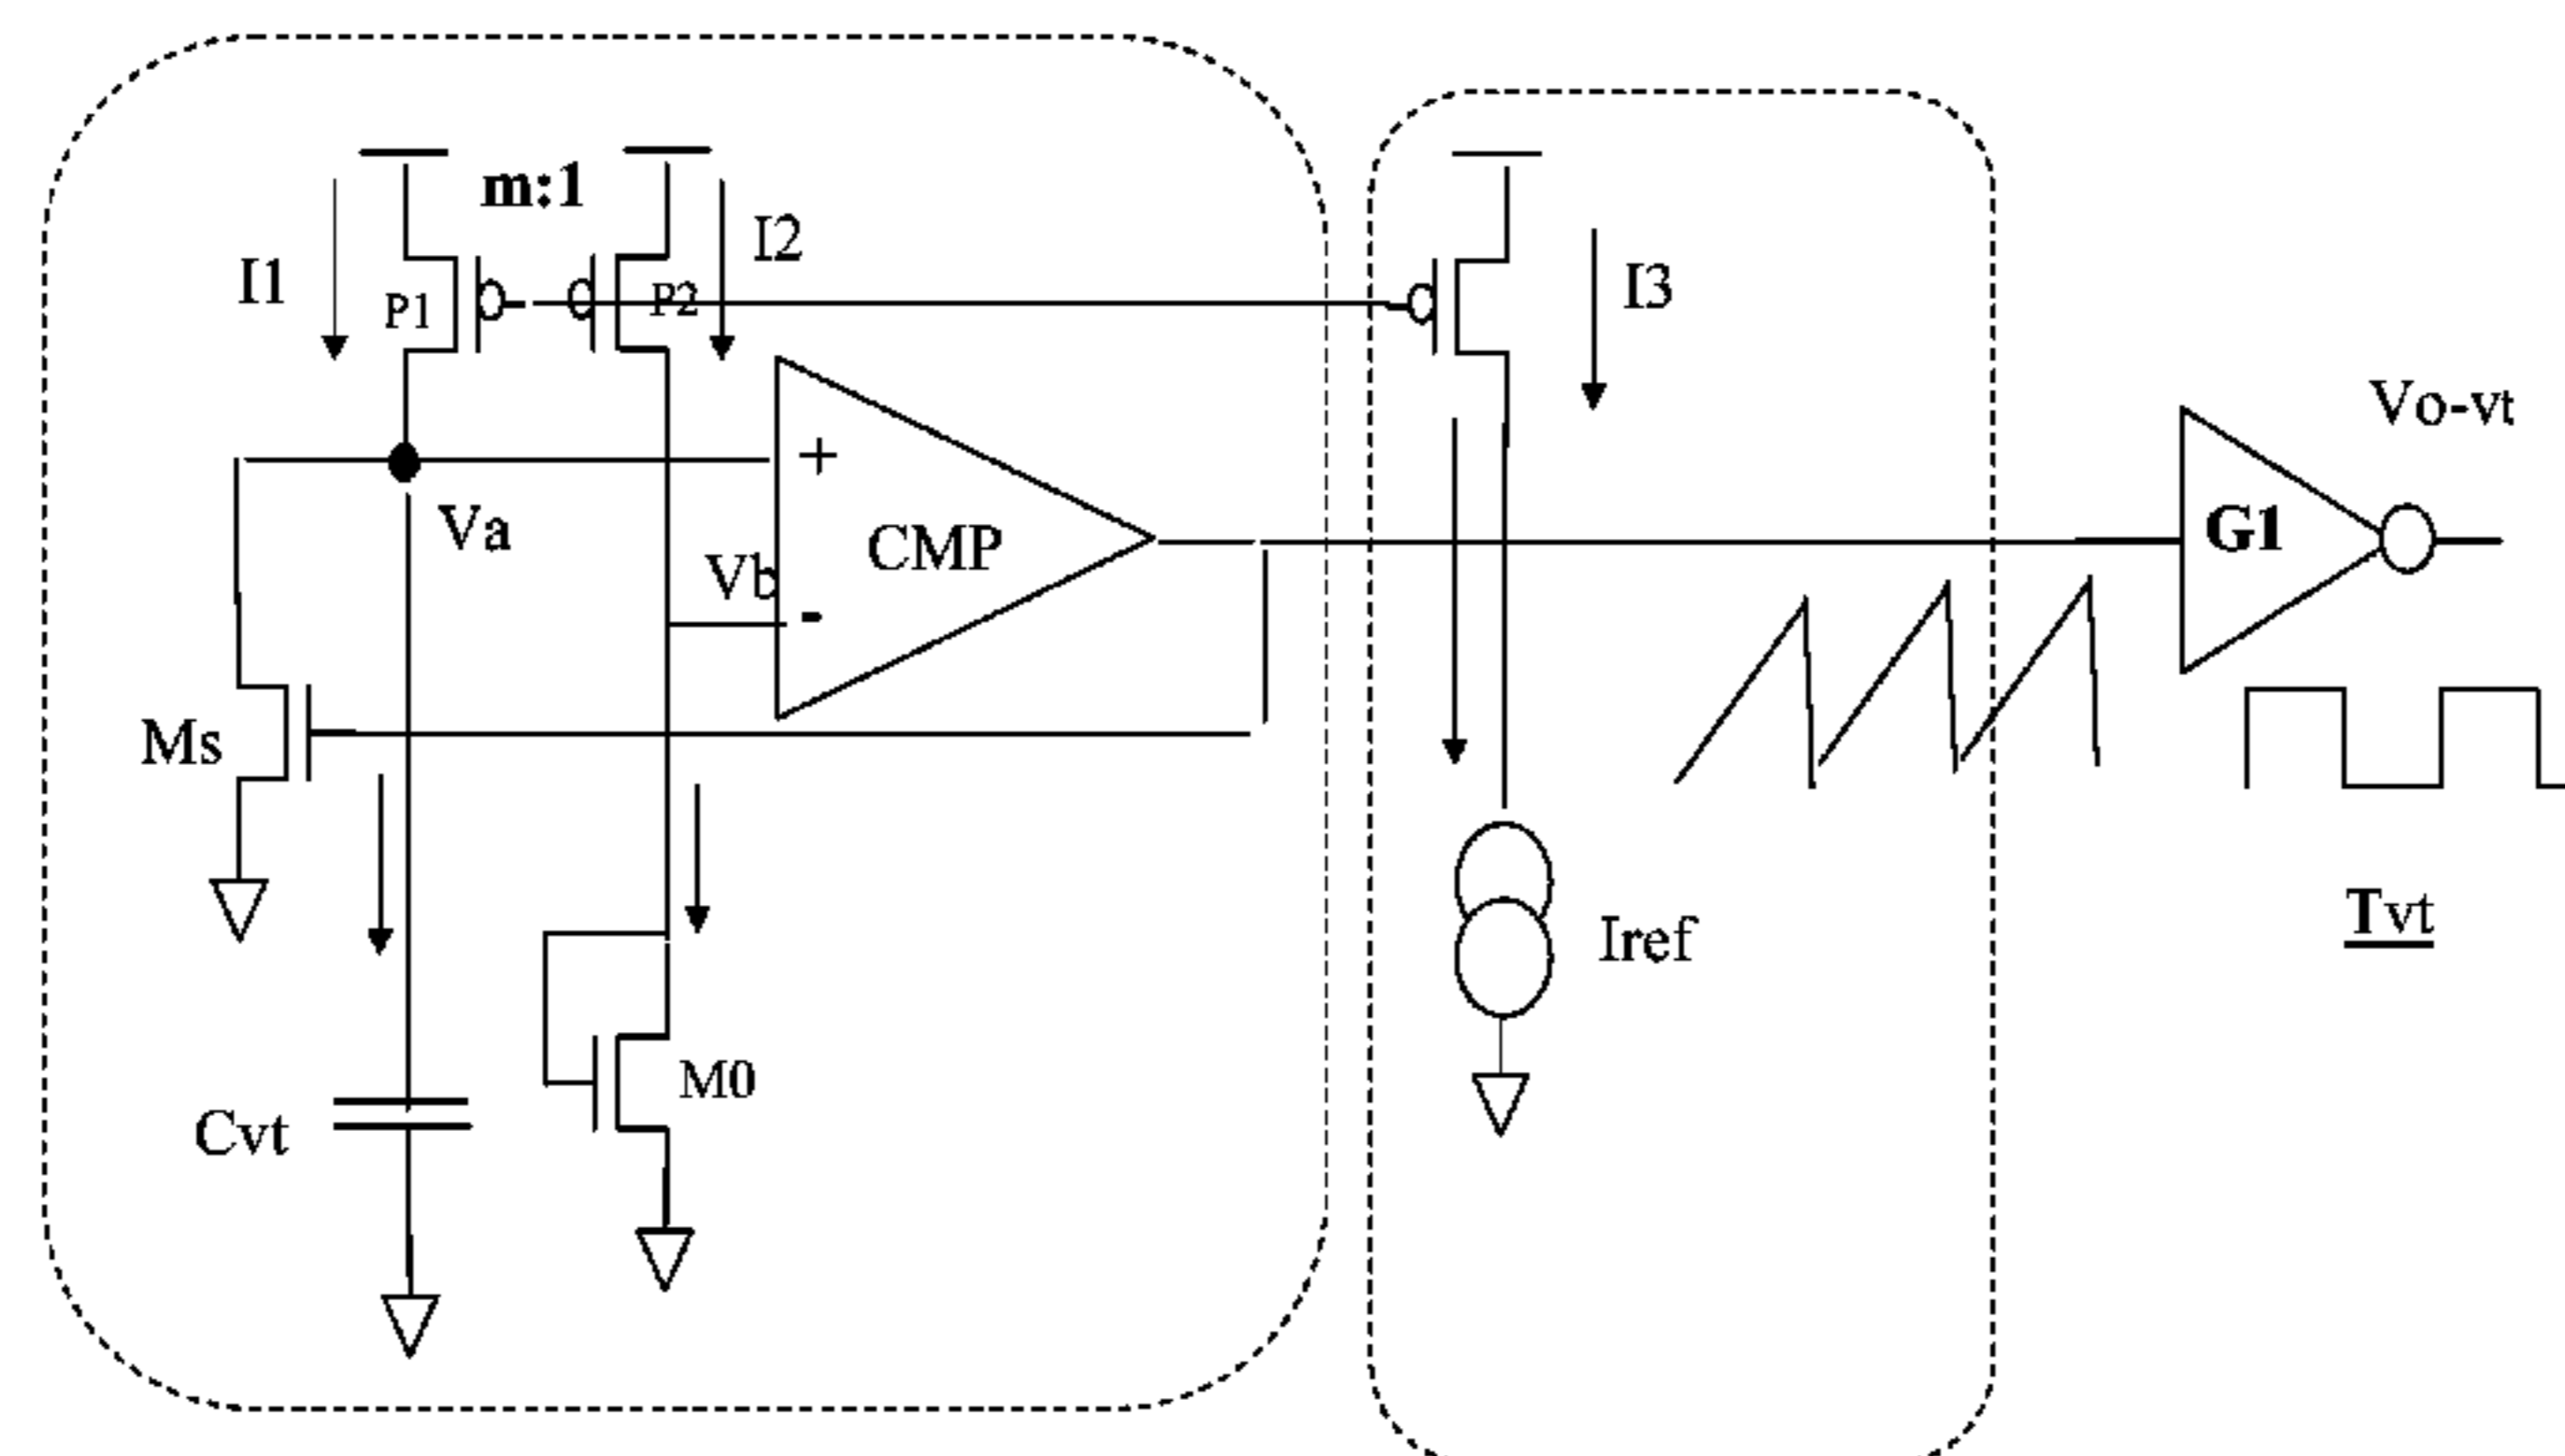 m:1
I1
P1
P2
I2
I3
Va
Vb
+
CMP
-
Ms
Cvt
M0
Iref
G1
Vo-vt
Tvt